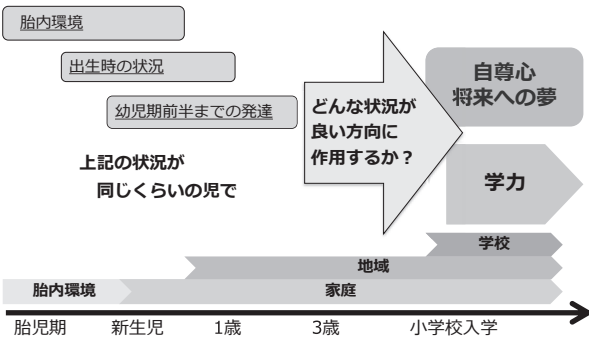 胎内環境
出生時の状況
幼児期前半までの発達
上記の状況が
同じくらいの児で
どんな状況が
良い方向に
作用するか？
自尊心
将来への夢
学力
学校
地域
胎内環境
家庭
胎児期
新生児
1歳
3歳
小学校入学